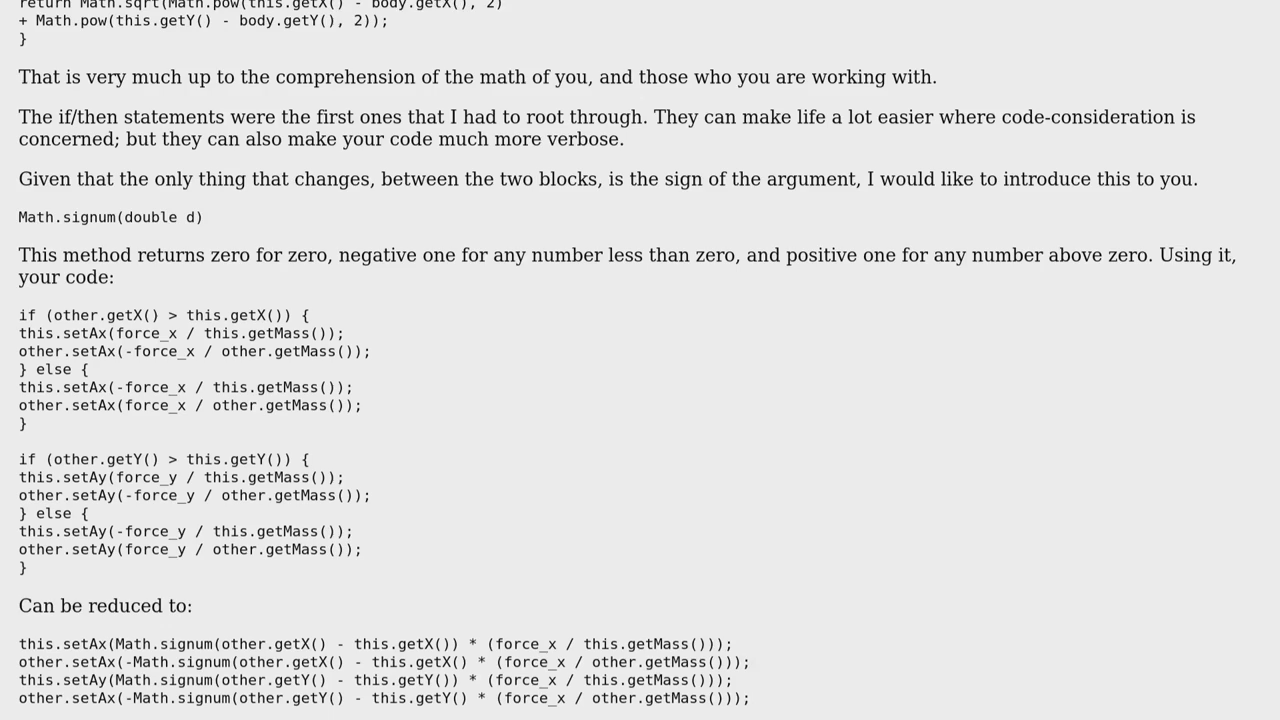 return Math.sqrt(Math.pow(this.getX() - body.getX(), 2)
+ Math.pow(this.getY() - body.getY(), 2));
}
That is very much up to the comprehension of the math of you, and those who you are working with.
The if/then statements were the first ones that I had to root through. They can make life a lot easier where code-consideration is
concerned; but they can also make your code much more verbose.
Given that the only thing that changes, between the two blocks, is the sign of the argument, I would like to introduce this to you.
Math.signum(double d)
This method returns zero for zero, negative one for any number less than zero, and positive one for any number above zero. Using it,
your code:
if (other.getX() > this.getX()) {
this.setAx(force_x / this.getMass());
other.setAx(-force_x / other.getMass());
} else {
this.setAx(-force_x / this.getMass());
other.setAx(force_x / other.getMass());
}
if (other.getY() > this.getY()) {
this.setAy(force_y / this.getMass());
other.setAy(-force_y / other.getMass());
} else {
this.setAy(-force_y / this.getMass());
other.setAy(force_y / other.getMass());
}
Can be reduced to:
this.setAx(Math.signum(other.getX() - this.getX()) * (force_x / this.getMass()));
other.setAx(-Math.signum(other.getX() - this.getX() * (force_x / other.getMass()));
this.setAy(Math.signum(other.getY() - this.getY()) * (force_x / this.getMass()));
other.setAx(-Math.signum(other.getY() - this.getY() * (force_x / other.getMass()));